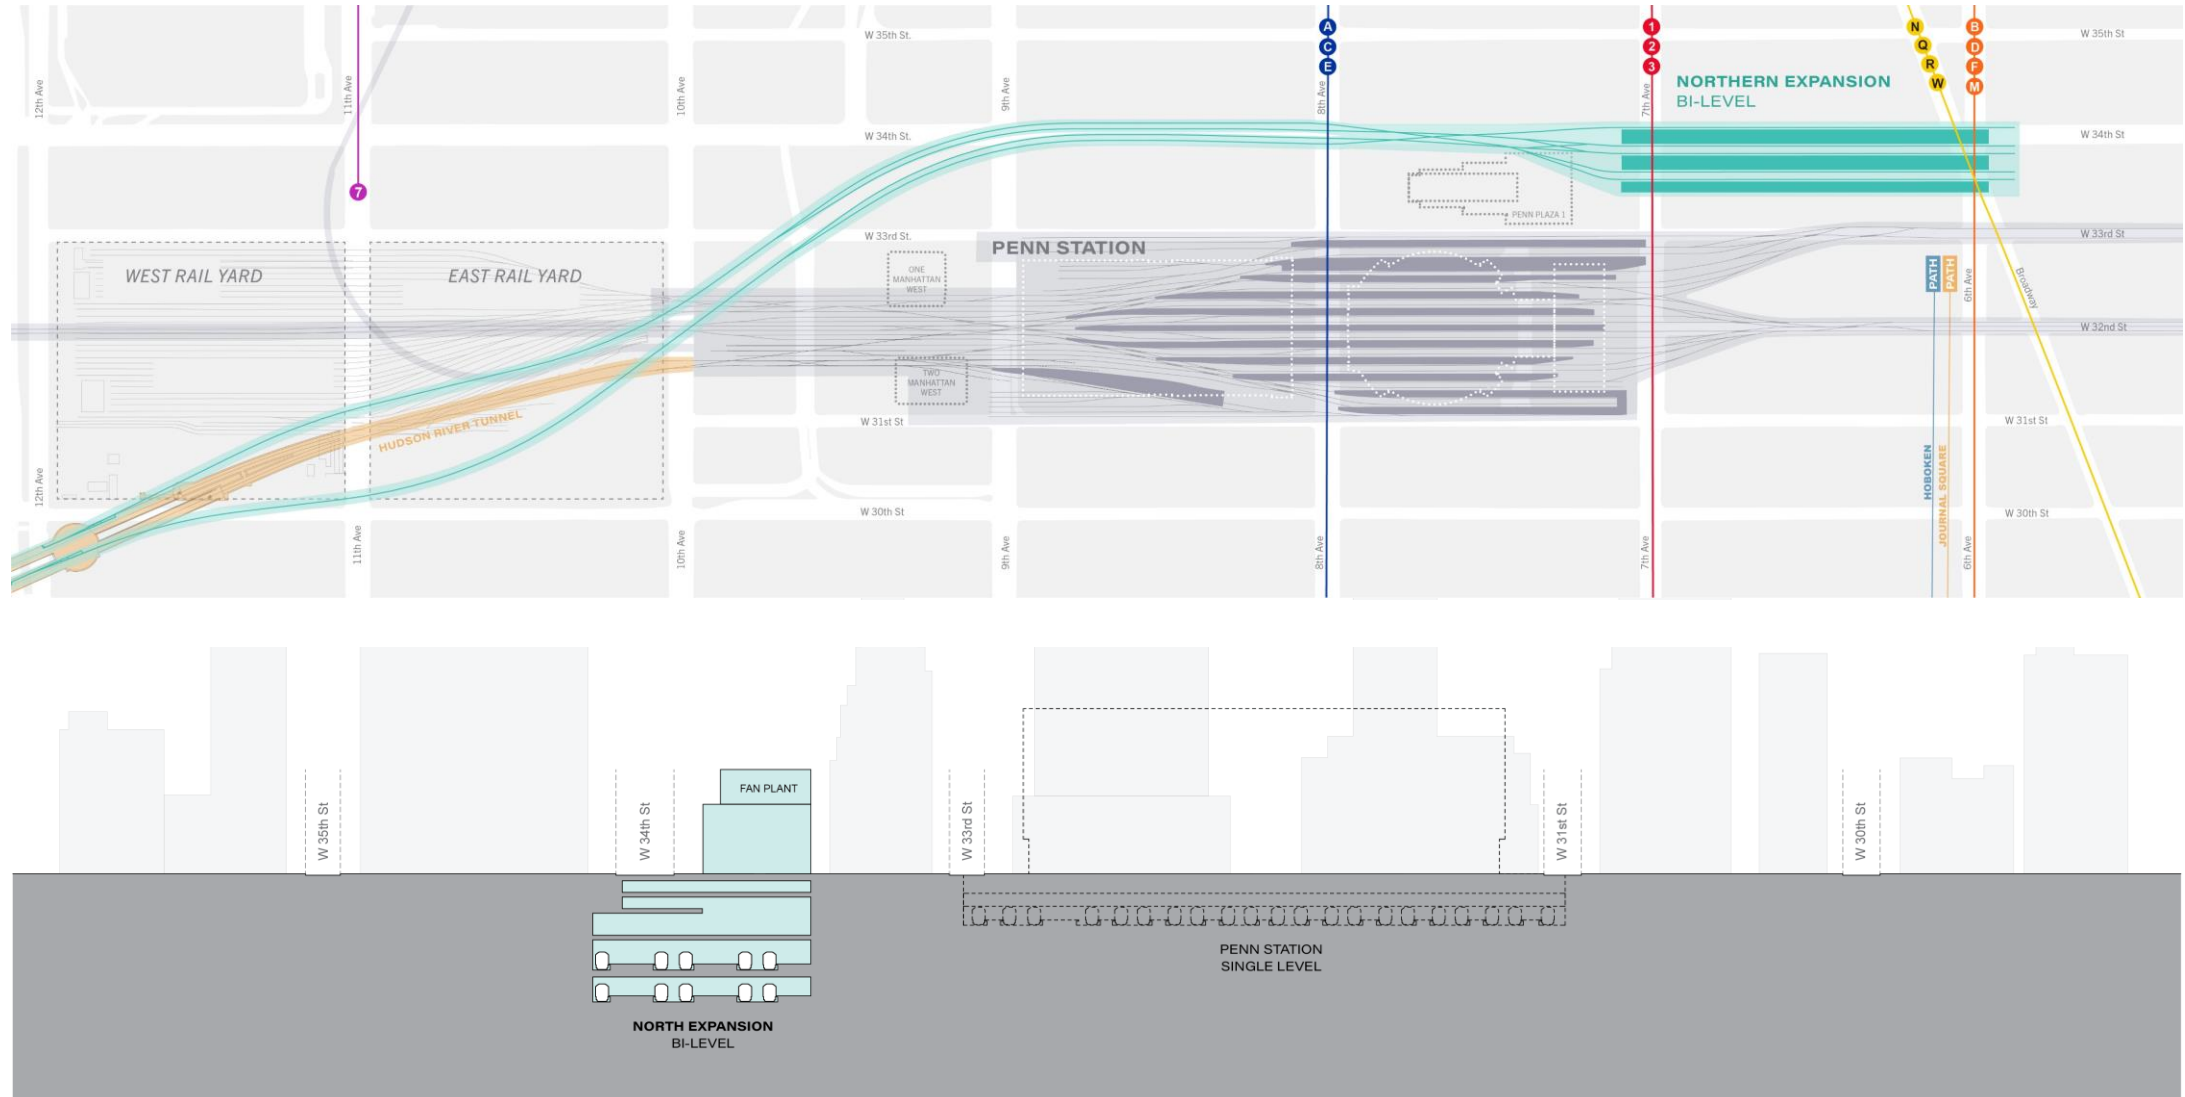 A
C
E
1
2
3
N
Q
R
W
B
D
F
M
W 35th St.
W 35th St
12th Ave
11th Ave
10th Ave
9th Ave
8th Ave
7th Ave
NORTHERN EXPANSION
BI-LEVEL
W 34th St.
W 34th St
7
PENN PLAZA 1
W 33rd St.
W 33rd St
PENN STATION
WEST RAIL YARD
EAST RAIL YARD
ONE
MANHATTAN
WEST
PATH
PATH
6th Ave
Broadway
W 32nd St
TWO
MANHATTAN
WEST
HUDSON RIVER TUNNEL
W 31st St
W 31st St
HOBOKEN
JOURNAL SQUARE
W 30th St
W 30th St
12th Ave
11th Ave
10th Ave
9th Ave
8th Ave
7th Ave
6th Ave
FAN PLANT
W 35th St
W 34th St
W 33rd St
W 31st St
W 30th St
PENN STATION
SINGLE LEVEL
NORTH EXPANSION
BI-LEVEL